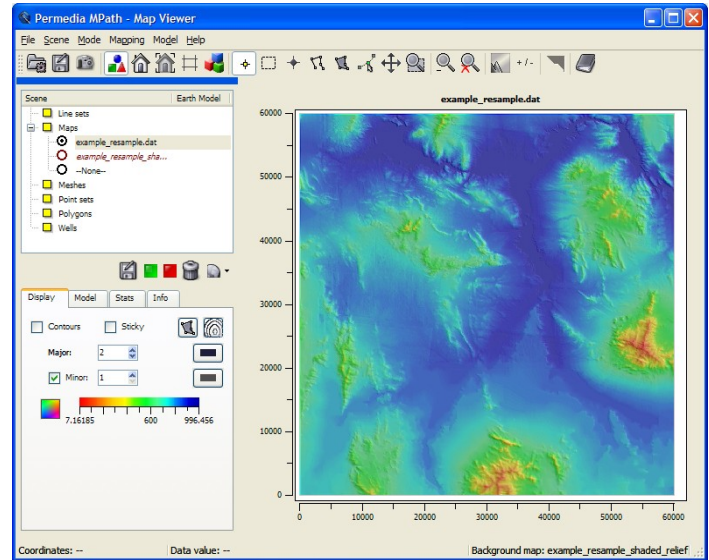 Permedia MPath - Map Viewer
File Scene Mode Mapping Model Help
+/-
Scene Earth Model
Line sets
Maps
example_resample.dat
example_resample_sha...
--None--
Meshes
Point sets
Polygons
Wells
Display Model Stats Info
Contours Sticky
Major: 2
Minor: 1
7.16185 600 996.456
example_resample.dat
60000
50000
40000
30000
20000
10000
0
0 10000 20000 30000 40000 50000 60000
Coordinates: -- Data value: -- Background map: example_resample_shaded_relief